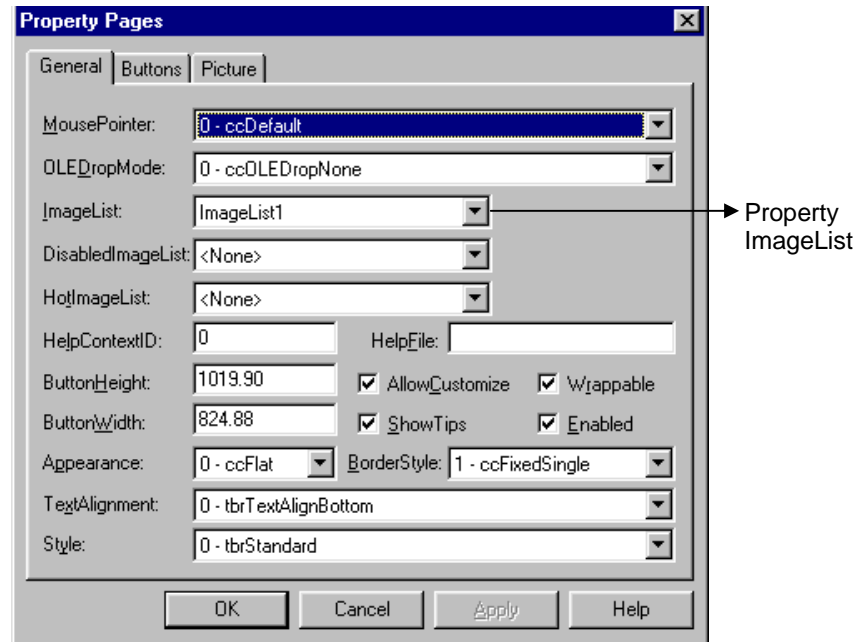 Property Pages
General Buttons Picture
MousePointer: 0 - ccDefault
OLEDropMode: 0 - ccOLEDropNone
ImageList: ImageList1
Property
ImageList
DisabledImageList: <None>
HotImageList: <None>
HelpContextID: 0 HelpFile:
ButtonHeight: 1019.90 AllowCustomize Wrappable
ButtonWidth: 824.88 ShowTips Enabled
Appearance: 0 - ccFlat BorderStyle: 1 - ccFixedSingle
TextAlignment: 0 - tbrTextAlignBottom
Style: 0 - tbrStandard
OK Cancel Apply Help